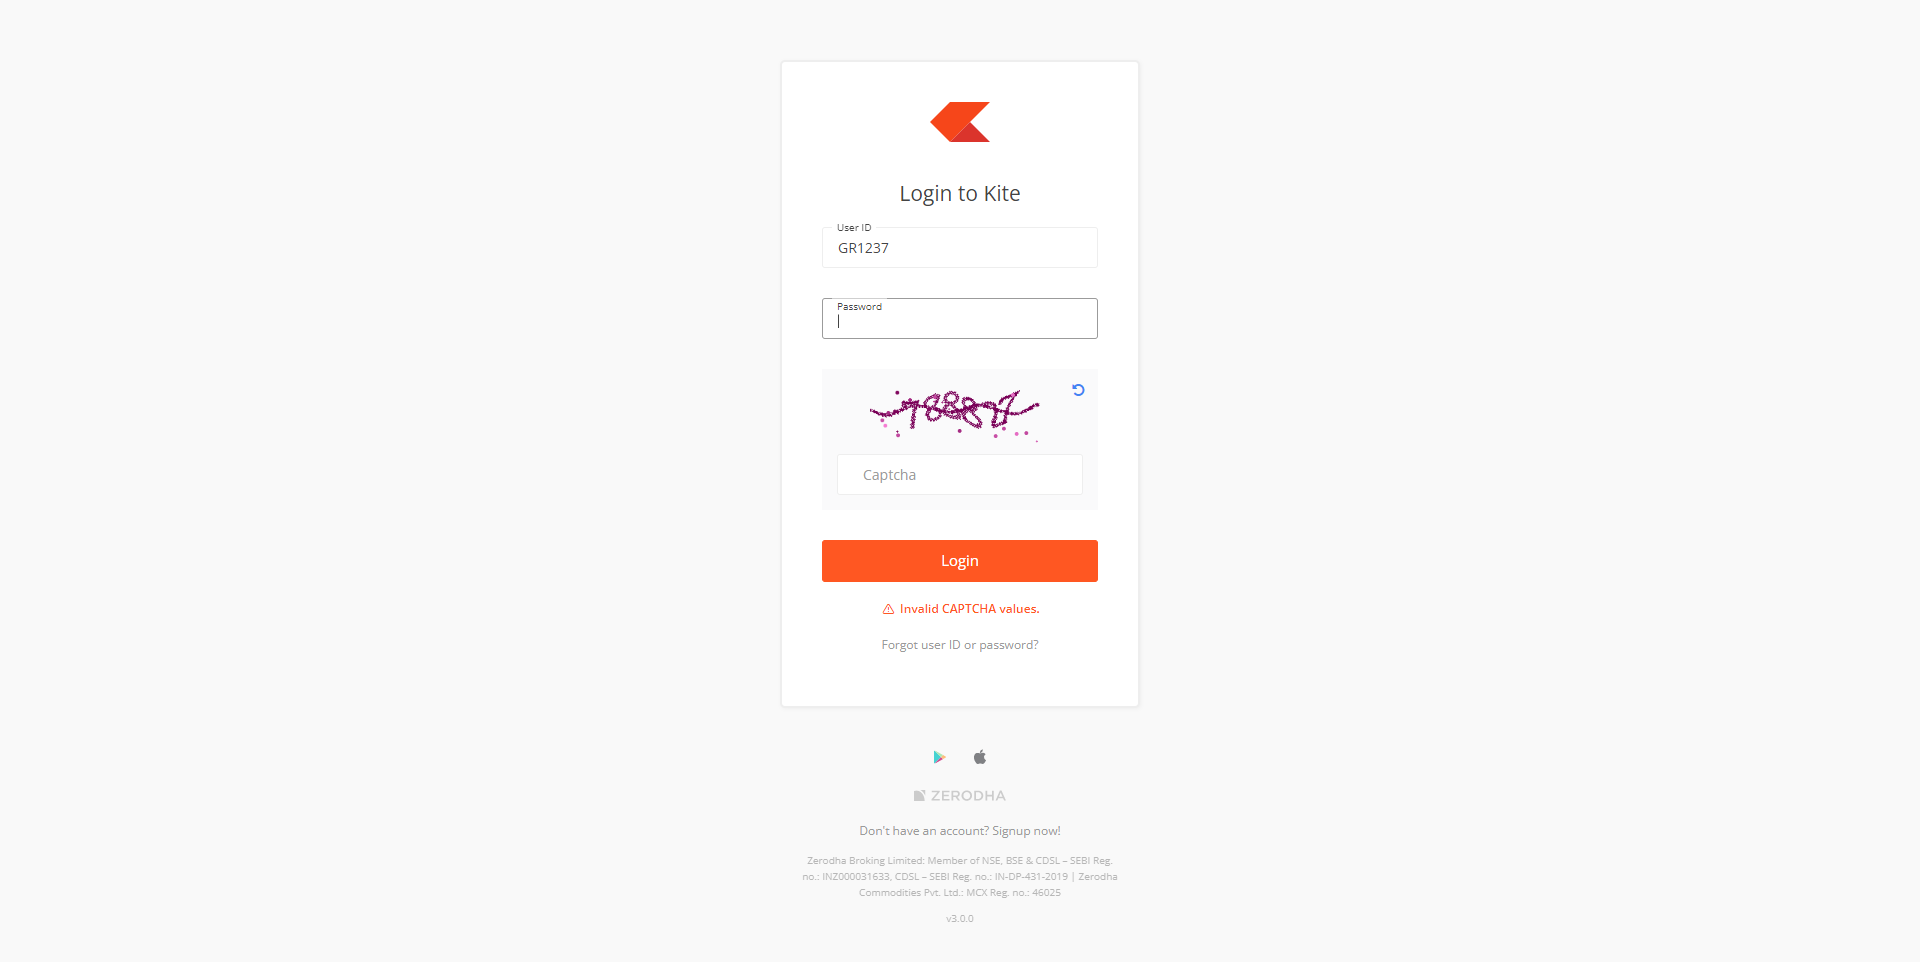 Login to Kite
User ID
GR1237
Password
Captcha
Login
Invalid CAPTCHA values.
Forgot user ID or password?
ZERODHA
Don't have an account? Signup now!
Zerodha Broking Limited: Member of NSE, BSE & CDSL – SEBI Reg.
no.: INZ000031633, CDSL – SEBI Reg. no.: IN-DP-431-2019 | Zerodha
Commodities Pvt. Ltd.: MCX Reg. no.: 46025
v3.0.0